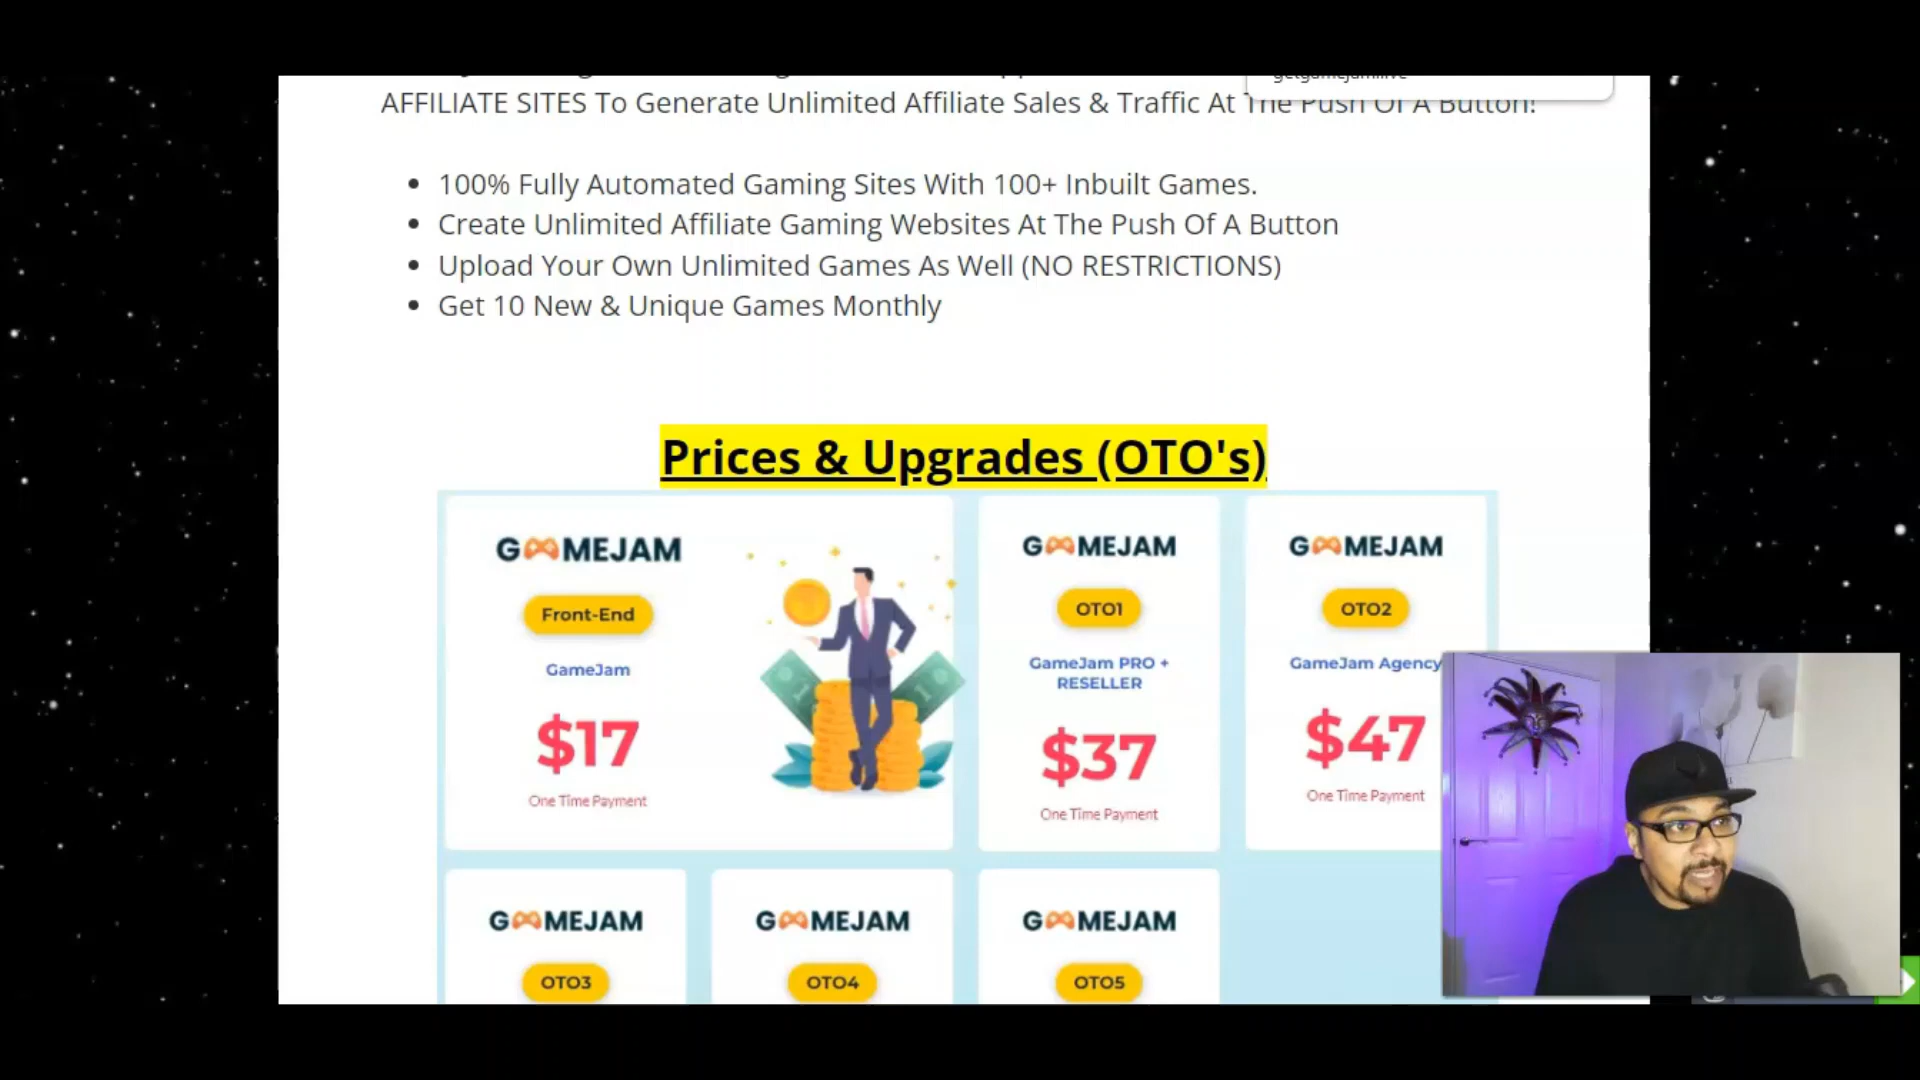 AFFILIATE SITES To Generate Unlimited Affiliate Sales & Traffic At The Push Of A Button!
100% Fully Automated Gaming Sites With 100+ Inbuilt Games.
Create Unlimited Affiliate Gaming Websites At The Push Of A Button
Upload Your Own Unlimited Games As Well (NO RESTRICTIONS)
Get 10 New & Unique Games Monthly
Prices & Upgrades (OTO's)
GAMEJAM
Front-End
GameJam
$17
One Time Payment
GAMEJAM
OTO1
GameJam PRO +
RESELLER
$37
One Time Payment
GAMEJAM
OTO2
GameJam Agency
$47
One Time Payment
GAMEJAM
OTO3
GAMEJAM
OTO4
GAMEJAM
OTO5